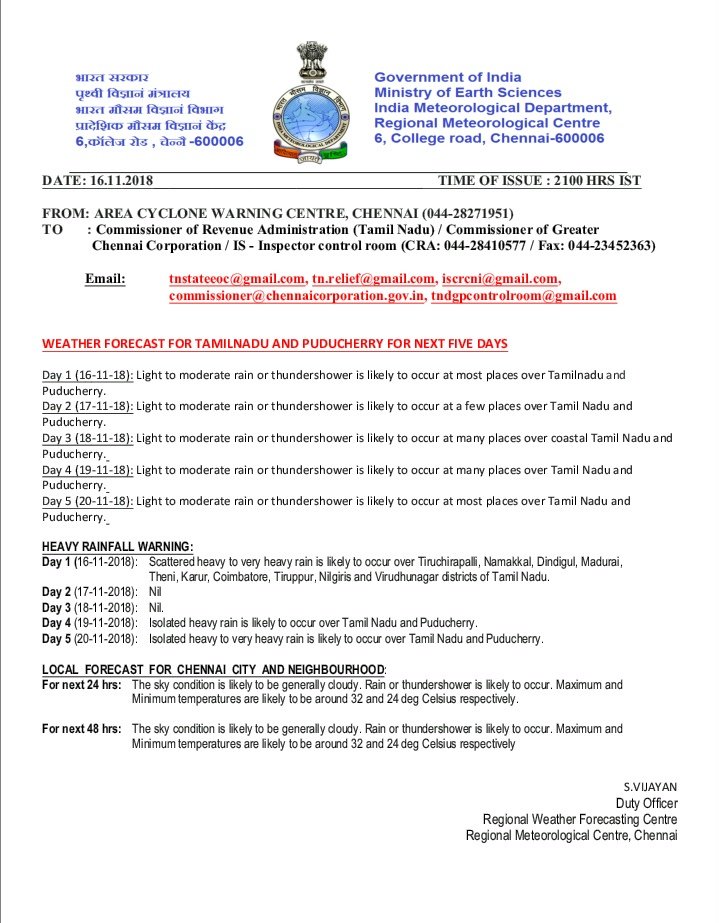 भारत सरकार
पृथ्वी विज्ञानं मंत्रालय
भारत मौसम विज्ञानं विभाग
प्रादेशिक मौसम विज्ञानं केंद्र
6,कॉलेज रोड , चेन्नै -600006
Government of India
Ministry of Earth Sciences
India Meteorological Department,
Regional Meteorological Centre
6, College road, Chennai-600006
भारत मौसम विज्ञान विभाग
INDIA METEOROLOGICAL DEPARTMENT
DATE: 16.11.2018 TIME OF ISSUE : 2100 HRS IST
FROM: AREA CYCLONE WARNING CENTRE, CHENNAI (044-28271951)
TO : Commissioner of Revenue Administration (Tamil Nadu) / Commissioner of Greater
Chennai Corporation / IS - Inspector control room (CRA: 044-28410577 / Fax: 044-23452363)
Email: tnstateeoc@gmail.com, tn.relief@gmail.com, iscrcni@gmail.com,
commissioner@chennaicorporation.gov.in, tndgpcontrolroom@gmail.com
WEATHER FORECAST FOR TAMILNADU AND PUDUCHERRY FOR NEXT FIVE DAYS
Day 1 (16-11-18): Light to moderate rain or thundershower is likely to occur at most places over Tamilnadu and
Puducherry.
Day 2 (17-11-18): Light to moderate rain or thundershower is likely to occur at a few places over Tamil Nadu and
Puducherry.
Day 3 (18-11-18): Light to moderate rain or thundershower is likely to occur at many places over coastal Tamil Nadu and
Puducherry.
Day 4 (19-11-18): Light to moderate rain or thundershower is likely to occur at many places over Tamil Nadu and
Puducherry.
Day 5 (20-11-18): Light to moderate rain or thundershower is likely to occur at most places over Tamil Nadu and
Puducherry.
HEAVY RAINFALL WARNING:
Day 1 (16-11-2018): Scattered heavy to very heavy rain is likely to occur over Tiruchirapalli, Namakkal, Dindigul, Madurai,
Theni, Karur, Coimbatore, Tiruppur, Nilgiris and Virudhunagar districts of Tamil Nadu.
Day 2 (17-11-2018): Nil
Day 3 (18-11-2018): Nil.
Day 4 (19-11-2018): Isolated heavy rain is likely to occur over Tamil Nadu and Puducherry.
Day 5 (20-11-2018): Isolated heavy to very heavy rain is likely to occur over Tamil Nadu and Puducherry.
LOCAL FORECAST FOR CHENNAI CITY AND NEIGHBOURHOOD:
For next 24 hrs: The sky condition is likely to be generally cloudy. Rain or thundershower is likely to occur. Maximum and
Minimum temperatures are likely to be around 32 and 24 deg Celsius respectively.
For next 48 hrs: The sky condition is likely to be generally cloudy. Rain or thundershower is likely to occur. Maximum and
Minimum temperatures are likely to be around 32 and 24 deg Celsius respectively
S.VIJAYAN
Duty Officer
Regional Weather Forecasting Centre
Regional Meteorological Centre, Chennai